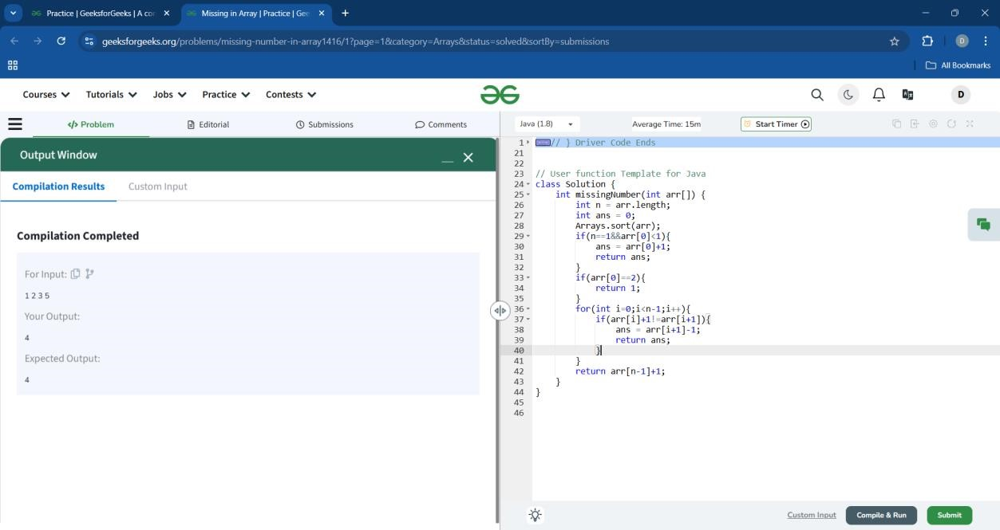 Practice | GeeksforGeeks | A co
Missing in Array | Practice | Gee
geeksforgeeks.org/problems/missing-number-in-array1416/1?page=1&category=Arrays&status=solved&sortBy=submissions
D
All Bookmarks
Courses
Tutorials
Jobs
Practice
Contests
D
</> Problem
Editorial
Submissions
Comments
Java (1.8)
Average Time: 15m
Start Timer
Output Window
Compilation Results
Custom Input
Compilation Completed
For Input:
1 2 3 5
Your Output:
4
Expected Output:
4
1 // } Driver Code Ends
21
22
23 // User function Template for Java
24 class Solution {
25 int missingNumber(int arr[]) {
26 int n = arr.length;
27 int ans = 0;
28 Arrays.sort(arr);
29 if(n==1&&arr[0]<1){
30 ans = arr[0]+1;
31 return ans;
32 }
33 if(arr[0]==2){
34 return 1;
35 }
36 for(int i=0;i<n-1;i++){
37 if(arr[i]+1!=arr[i+1]){
38 ans = arr[i+1]-1;
39 return ans;
40 }
41 }
42 return arr[n-1]+1;
43 }
44 }
45
46
Custom Input
Compile & Run
Submit